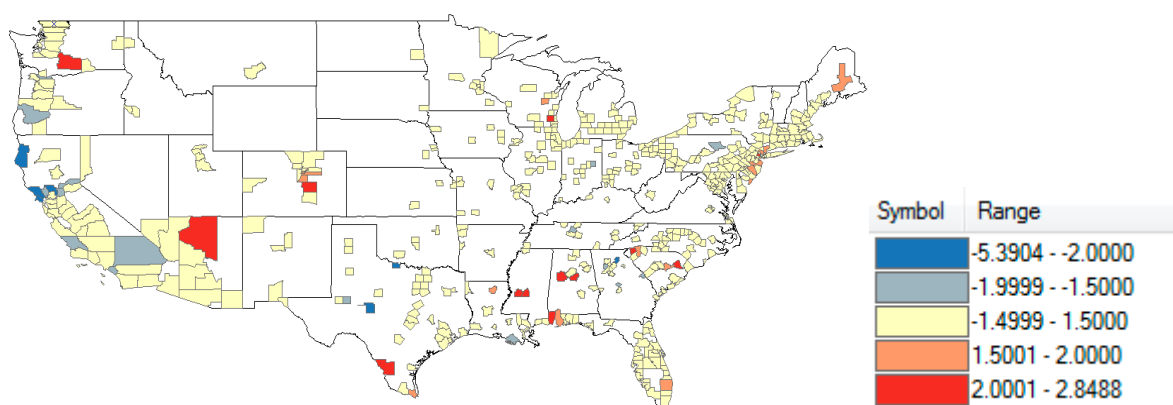 Symbol Range
-5.3904 - -2.0000
-1.9999 - -1.5000
-1.4999 - 1.5000
1.5001 - 2.0000
2.0001 - 2.8488